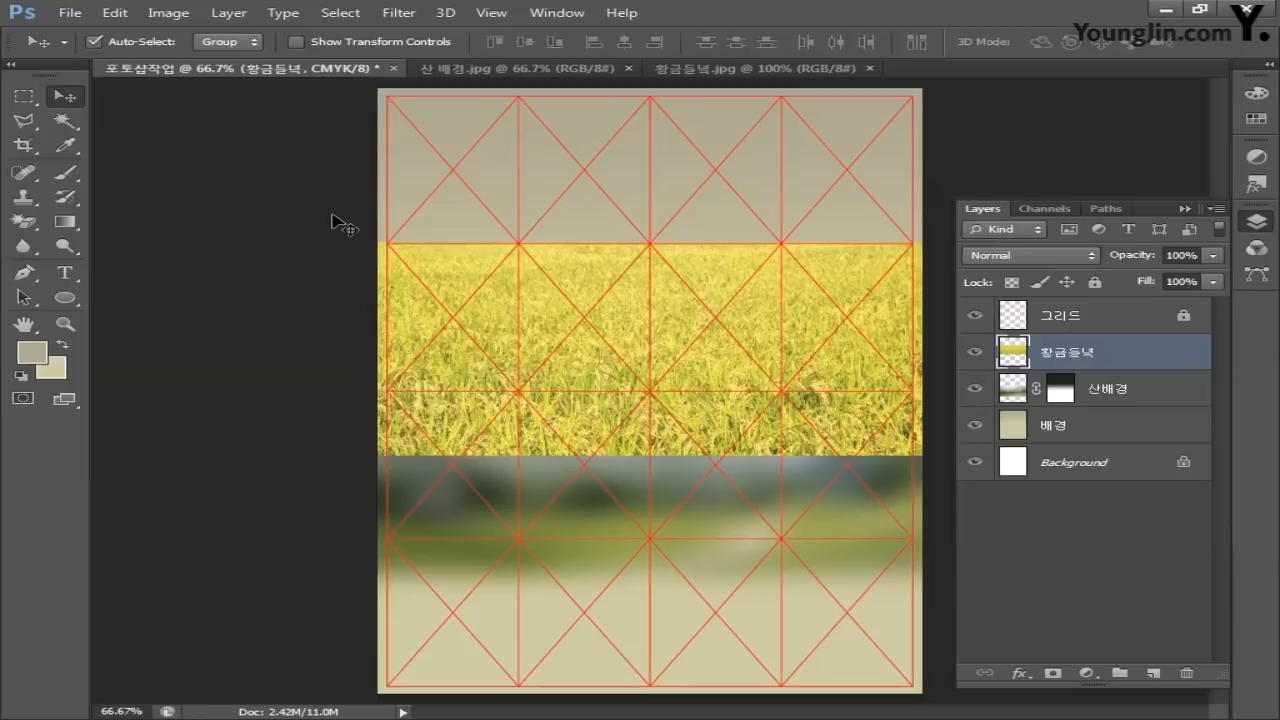 Ps File Edit Image Layer Type Select Filter 3D View Window Help
Auto-Select: Group Show Transform Controls 3D Mode:
YoungJin.com Y.
포토샵작업 @ 66.7% (황금들녘, CMYK/8) * × 산 배경.jpg @ 66.7% (RGB/8#) × 황금들녘.jpg @ 100% (RGB/8#) ×
Layers Channels Paths
Kind
Normal Opacity: 100%
Lock: Fill: 100%
그리드
황금들녘
산배경
배경
Background
66.67% Doc: 2.42M/11.0M